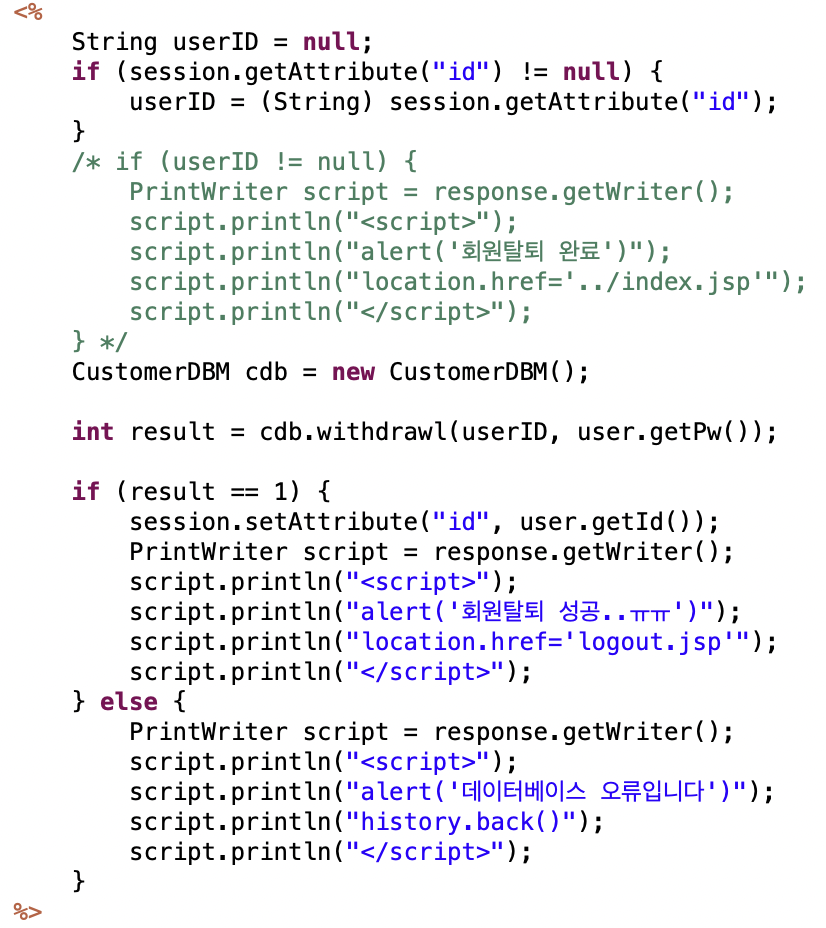 <%
String userID = null;
if (session.getAttribute("id") != null) {
userID = (String) session.getAttribute("id");
}
/* if (userID != null) {
PrintWriter script = response.getWriter();
script.println("<script>");
script.println("alert('회원탈퇴 완료')");
script.println("location.href='../index.jsp'");
script.println("</script>");
} */
CustomerDBM cdb = new CustomerDBM();
int result = cdb.withdrawl(userID, user.getPw());
if (result == 1) {
session.setAttribute("id", user.getId());
PrintWriter script = response.getWriter();
script.println("<script>");
script.println("alert('회원탈퇴 성공..ㅠㅠ')");
script.println("location.href='logout.jsp'");
script.println("</script>");
} else {
PrintWriter script = response.getWriter();
script.println("<script>");
script.println("alert('데이터베이스 오류입니다')");
script.println("history.back()");
script.println("</script>");
}
%>